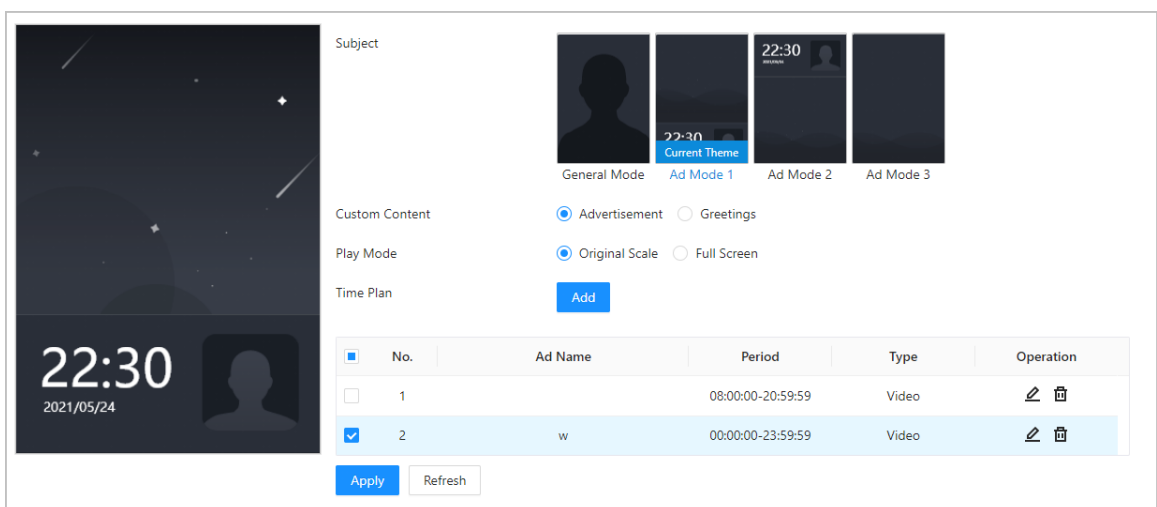 22:30
2021/05/24
Subject
22:30
22:30
Current Theme
General Mode Ad Mode 1 Ad Mode 2 Ad Mode 3
Custom Content Advertisement Greetings
Play Mode Original Scale Full Screen
Time Plan Add
No. Ad Name Period Type Operation
1 08:00:00-20:59:59 Video
2 w 00:00:00-23:59:59 Video
Apply Refresh